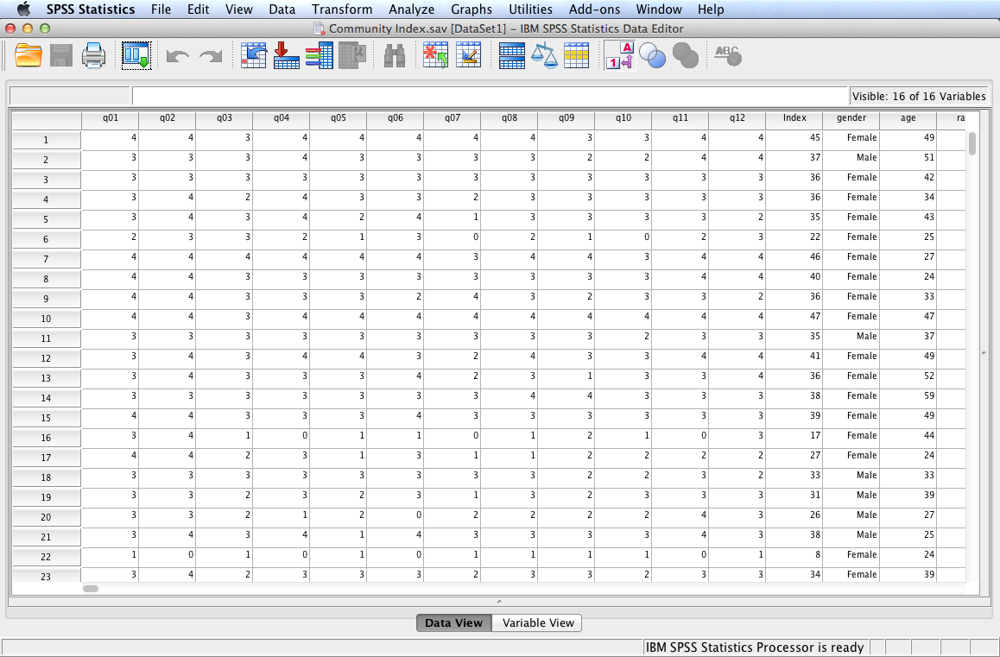 SPSS Statistics File Edit View Data Transform Analyze Graphs Utilities Add-ons Window Help
Community Index.sav [DataSet1] – IBM SPSS Statistics Data Editor
A
1
ABC
Visible: 16 of 16 Variables
q01 q02 q03 q04 q05 q06 q07 q08 q09 q10 q11 q12 Index gender age ra
1 4 4 3 4 4 4 4 4 3 3 4 4 45 Female 49
2 3 3 3 4 3 3 3 3 2 2 4 4 37 Male 51
3 3 3 3 3 3 3 3 3 3 3 3 3 36 Female 42
4 3 4 2 4 3 3 2 3 3 3 3 3 36 Female 34
5 3 4 3 4 2 4 1 3 3 3 3 2 35 Female 43
6 2 3 3 2 1 3 0 2 1 0 2 3 22 Female 25
7 4 4 4 4 4 4 3 4 4 3 4 4 46 Female 27
8 4 4 3 3 3 3 3 3 3 3 4 4 40 Female 24
9 4 4 3 3 3 2 4 3 2 3 3 2 36 Female 33
10 4 4 3 4 4 4 4 4 4 4 4 4 47 Female 47
11 3 3 3 3 3 3 3 3 3 2 3 3 35 Male 37
12 3 4 3 4 4 3 2 4 3 3 4 4 41 Female 49
13 3 4 3 3 3 4 2 3 1 3 3 4 36 Female 52
14 3 3 3 3 3 3 3 4 4 3 3 3 38 Female 59
15 4 4 3 3 3 4 3 3 3 3 3 3 39 Female 49
16 3 4 1 0 1 1 0 1 2 1 0 3 17 Female 44
17 4 4 2 3 1 3 1 1 2 2 2 2 27 Female 24
18 3 3 3 3 3 3 3 3 2 2 3 2 33 Male 33
19 3 3 2 3 2 3 1 3 2 3 3 3 31 Male 39
20 3 3 2 1 2 0 2 2 2 2 4 3 26 Male 27
21 3 4 3 4 1 4 3 3 3 3 4 3 38 Male 25
22 1 0 1 0 1 0 1 1 1 1 0 1 8 Female 24
23 3 4 2 3 3 3 2 3 3 2 3 3 34 Female 39
Data View Variable View
IBM SPSS Statistics Processor is ready